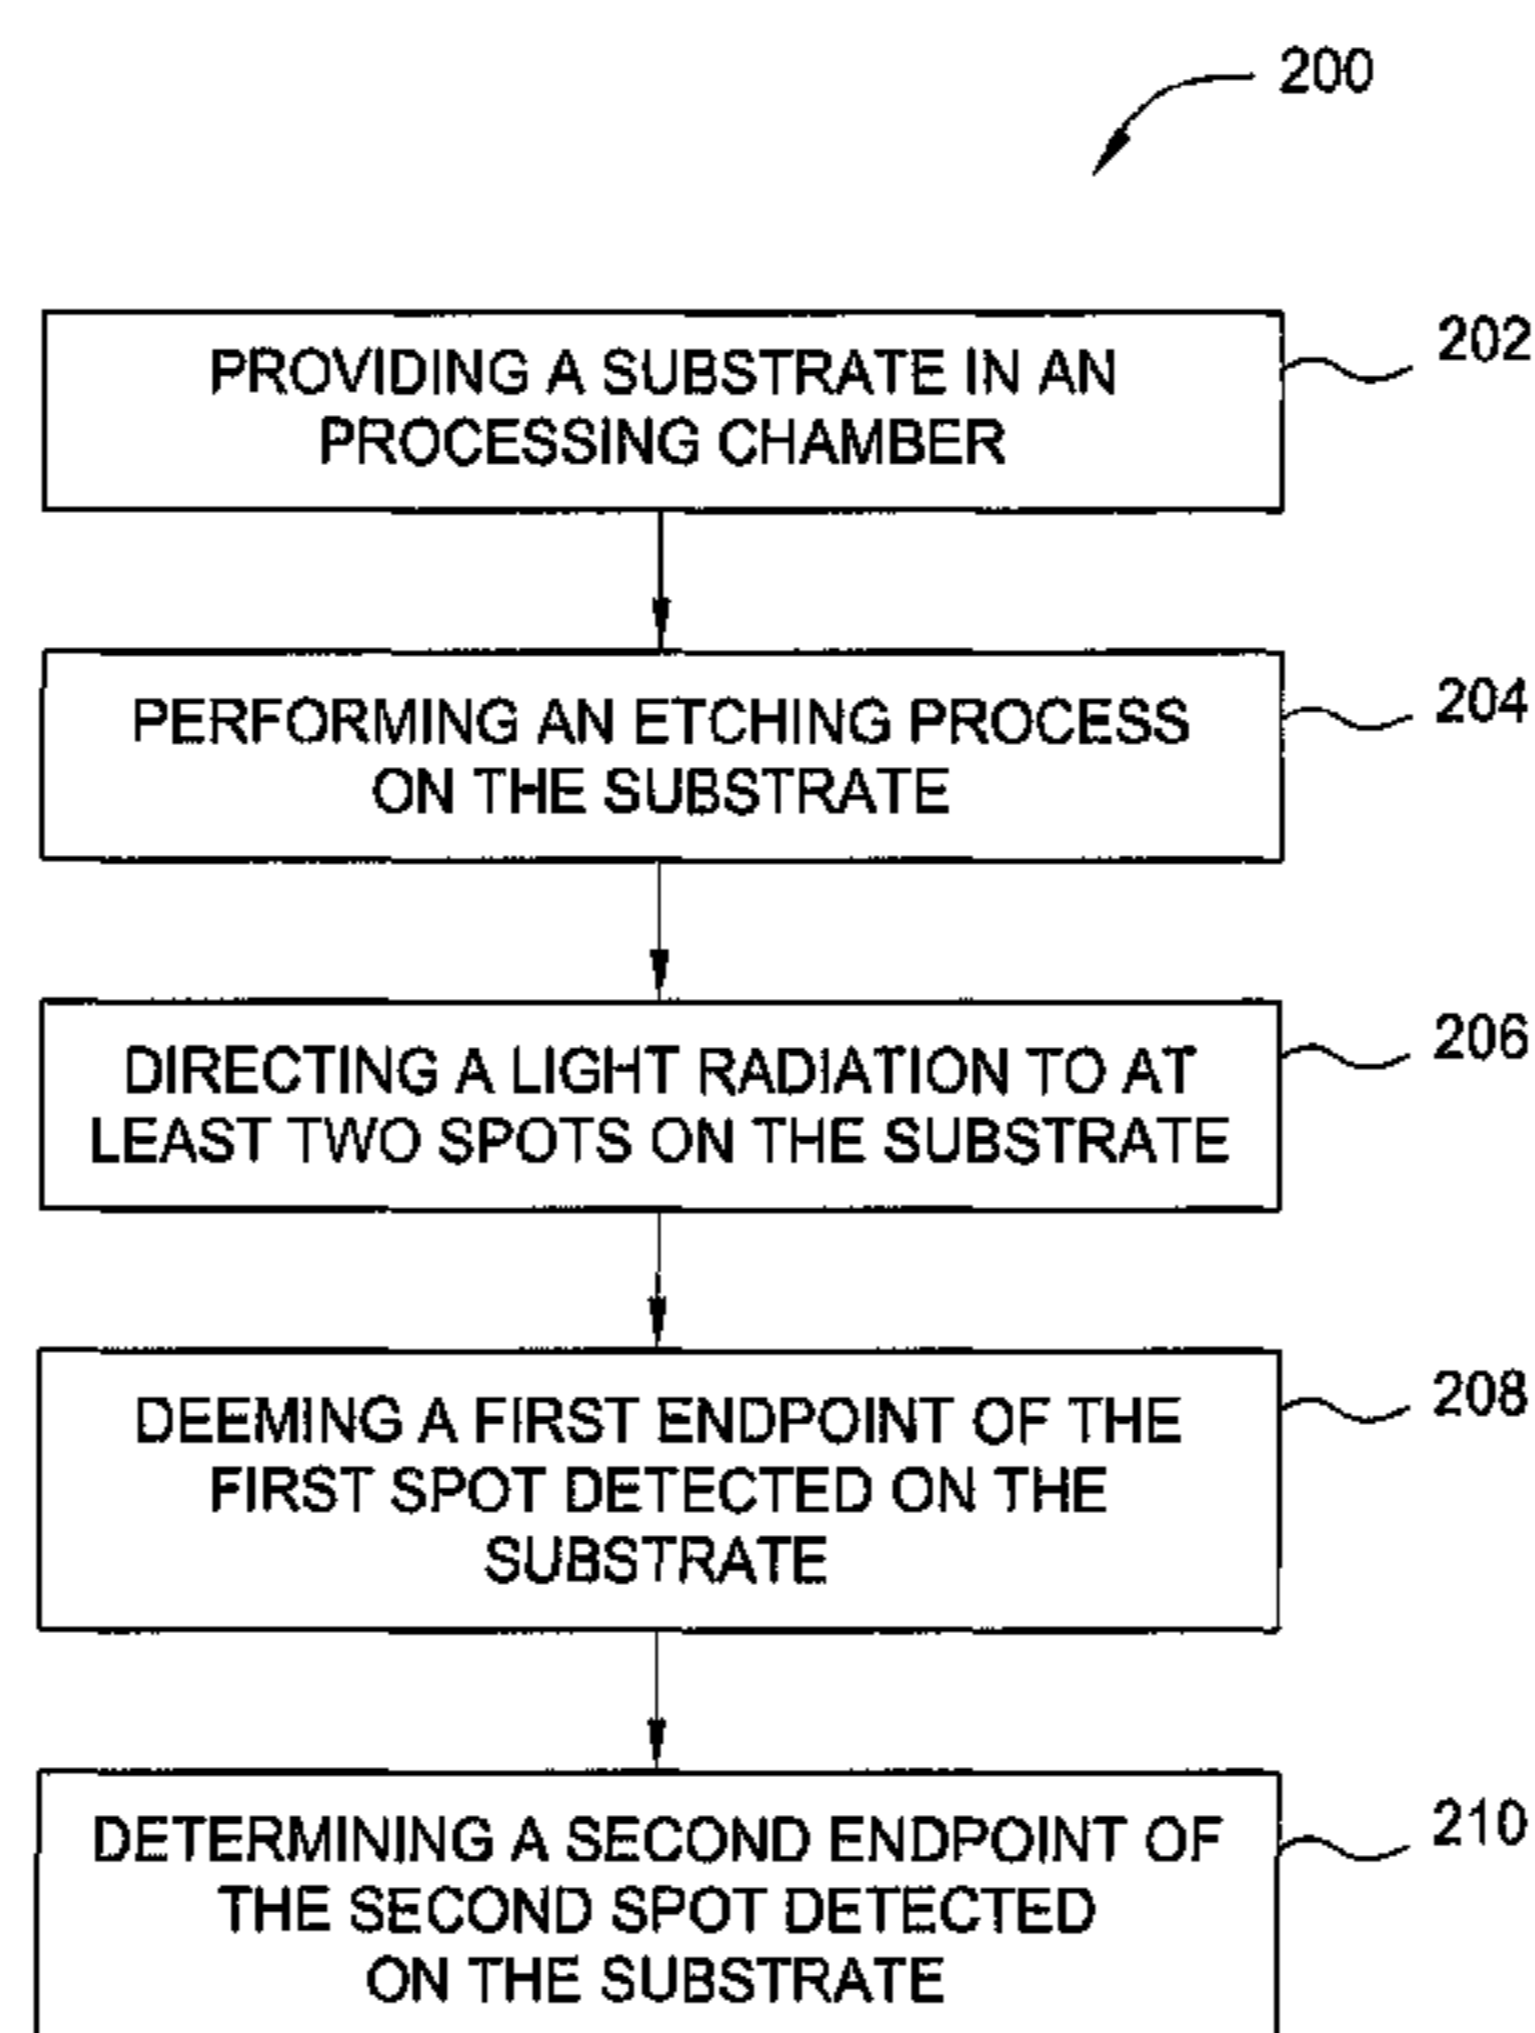 200
PROVIDING A SUBSTRATE IN AN
PROCESSING CHAMBER
202
PERFORMING AN ETCHING PROCESS
ON THE SUBSTRATE
204
DIRECTING A LIGHT RADIATION TO AT
LEAST TWO SPOTS ON THE SUBSTRATE
206
DEEMING A FIRST ENDPOINT OF THE
FIRST SPOT DETECTED ON THE
SUBSTRATE
208
DETERMINING A SECOND ENDPOINT OF
THE SECOND SPOT DETECTED
ON THE SUBSTRATE
210